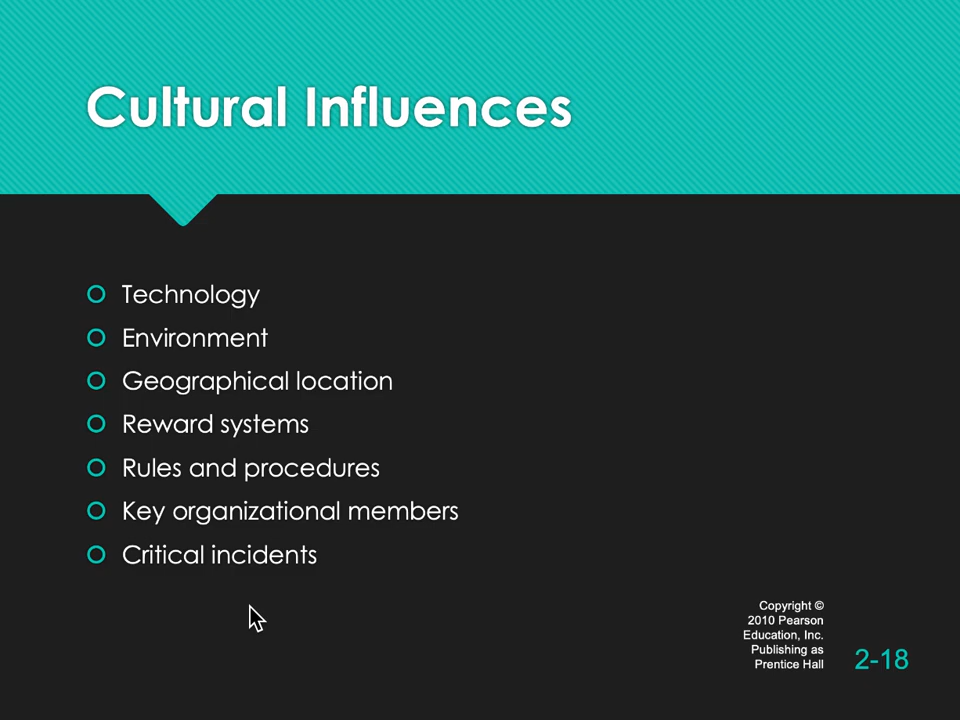 Cultural Influences
Technology
Environment
Geographical location
Reward systems
Rules and procedures
Key organizational members
Critical incidents
Copyright ©
2010 Pearson
Education, Inc.
Publishing as
Prentice Hall
2-18